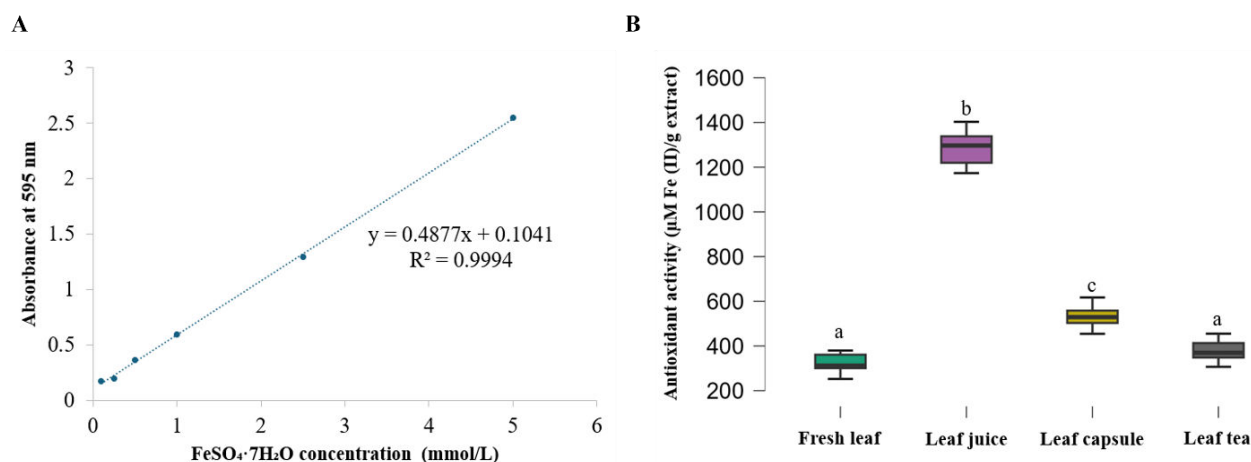 A
Absorbance at 595 nm
3
2.5
2
1.5
1
0.5
0
y = 0.4877x + 0.1041
R² = 0.9994
0 1 2 3 4 5 6
FeSO₄·7H₂O concentration (mmol/L)
B
Antioxidant activity (µM Fe (II)/g extract)
1600
1400
1200
1000
800
600
400
200
a
b
c
a
Fresh leaf Leaf juice Leaf capsule Leaf tea